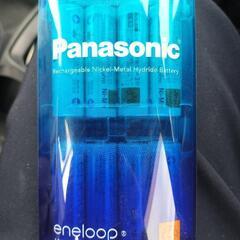 Panasonic
Rechargeable Nickel-Metal Hydride Battery
eneloop®